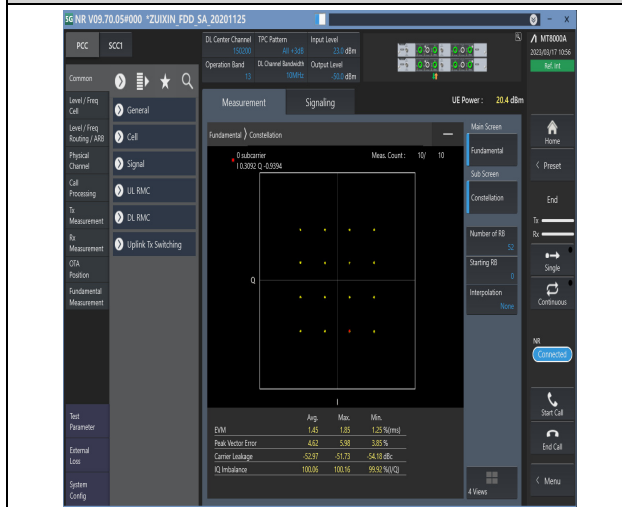 5G NR V09.70.05#000 *ZUIXIN_FDD_SA_20201125
PCC
SCC1
DL Center Channel
150200
TPC Pattern
All +3dB
Input Level
23.0 dBm
Operation Band
13
DL Channel Bandwidth
10MHz
Output Level
-50.0 dBm
MT8000A
2023/03/17 10:56
Ref. Int
Common
Level / Freq
Cell
Level / Freq
Routing / ARB
Physical
Channel
Call
Processing
Tx
Measurement
Rx
Measurement
OTA
Position
Fundamental
Measurement
Test
Parameter
External
Loss
System
Config
General
Cell
Signal
UL RMC
DL RMC
Uplink Tx Switching
Measurement
Signaling
UE Power : 20.4 dBm
Fundamental ⟩ Constellation
0 subcarrier
I 0.3092 Q -0.9394
Meas. Count : 10/ 10
Q
I
Avg. Max. Min.
EVM 1.45 1.85 1.25 %(rms)
Peak Vector Error 4.62 5.98 3.85 %
Carrier Leakage -52.97 -51.73 -54.18 dBc
IQ Imbalance 100.06 100.16 99.92 %(I/Q)
Main Screen
Fundamental
Sub Screen
Constellation
Number of RB
52
Starting RB
0
Interpolation
None
4 Views
Home
Preset
End
Tx
Rx
Single
Continuous
NR
Connected
Start Call
End Call
Menu